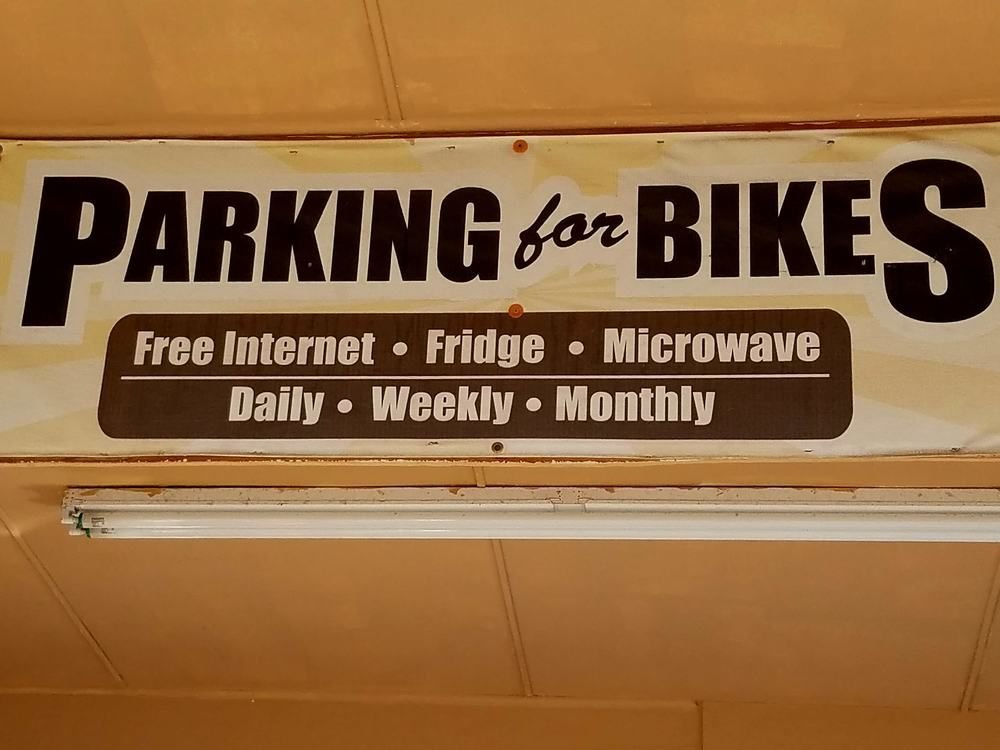 PARKING for BIKES
Free Internet • Fridge • Microwave
Daily • Weekly • Monthly